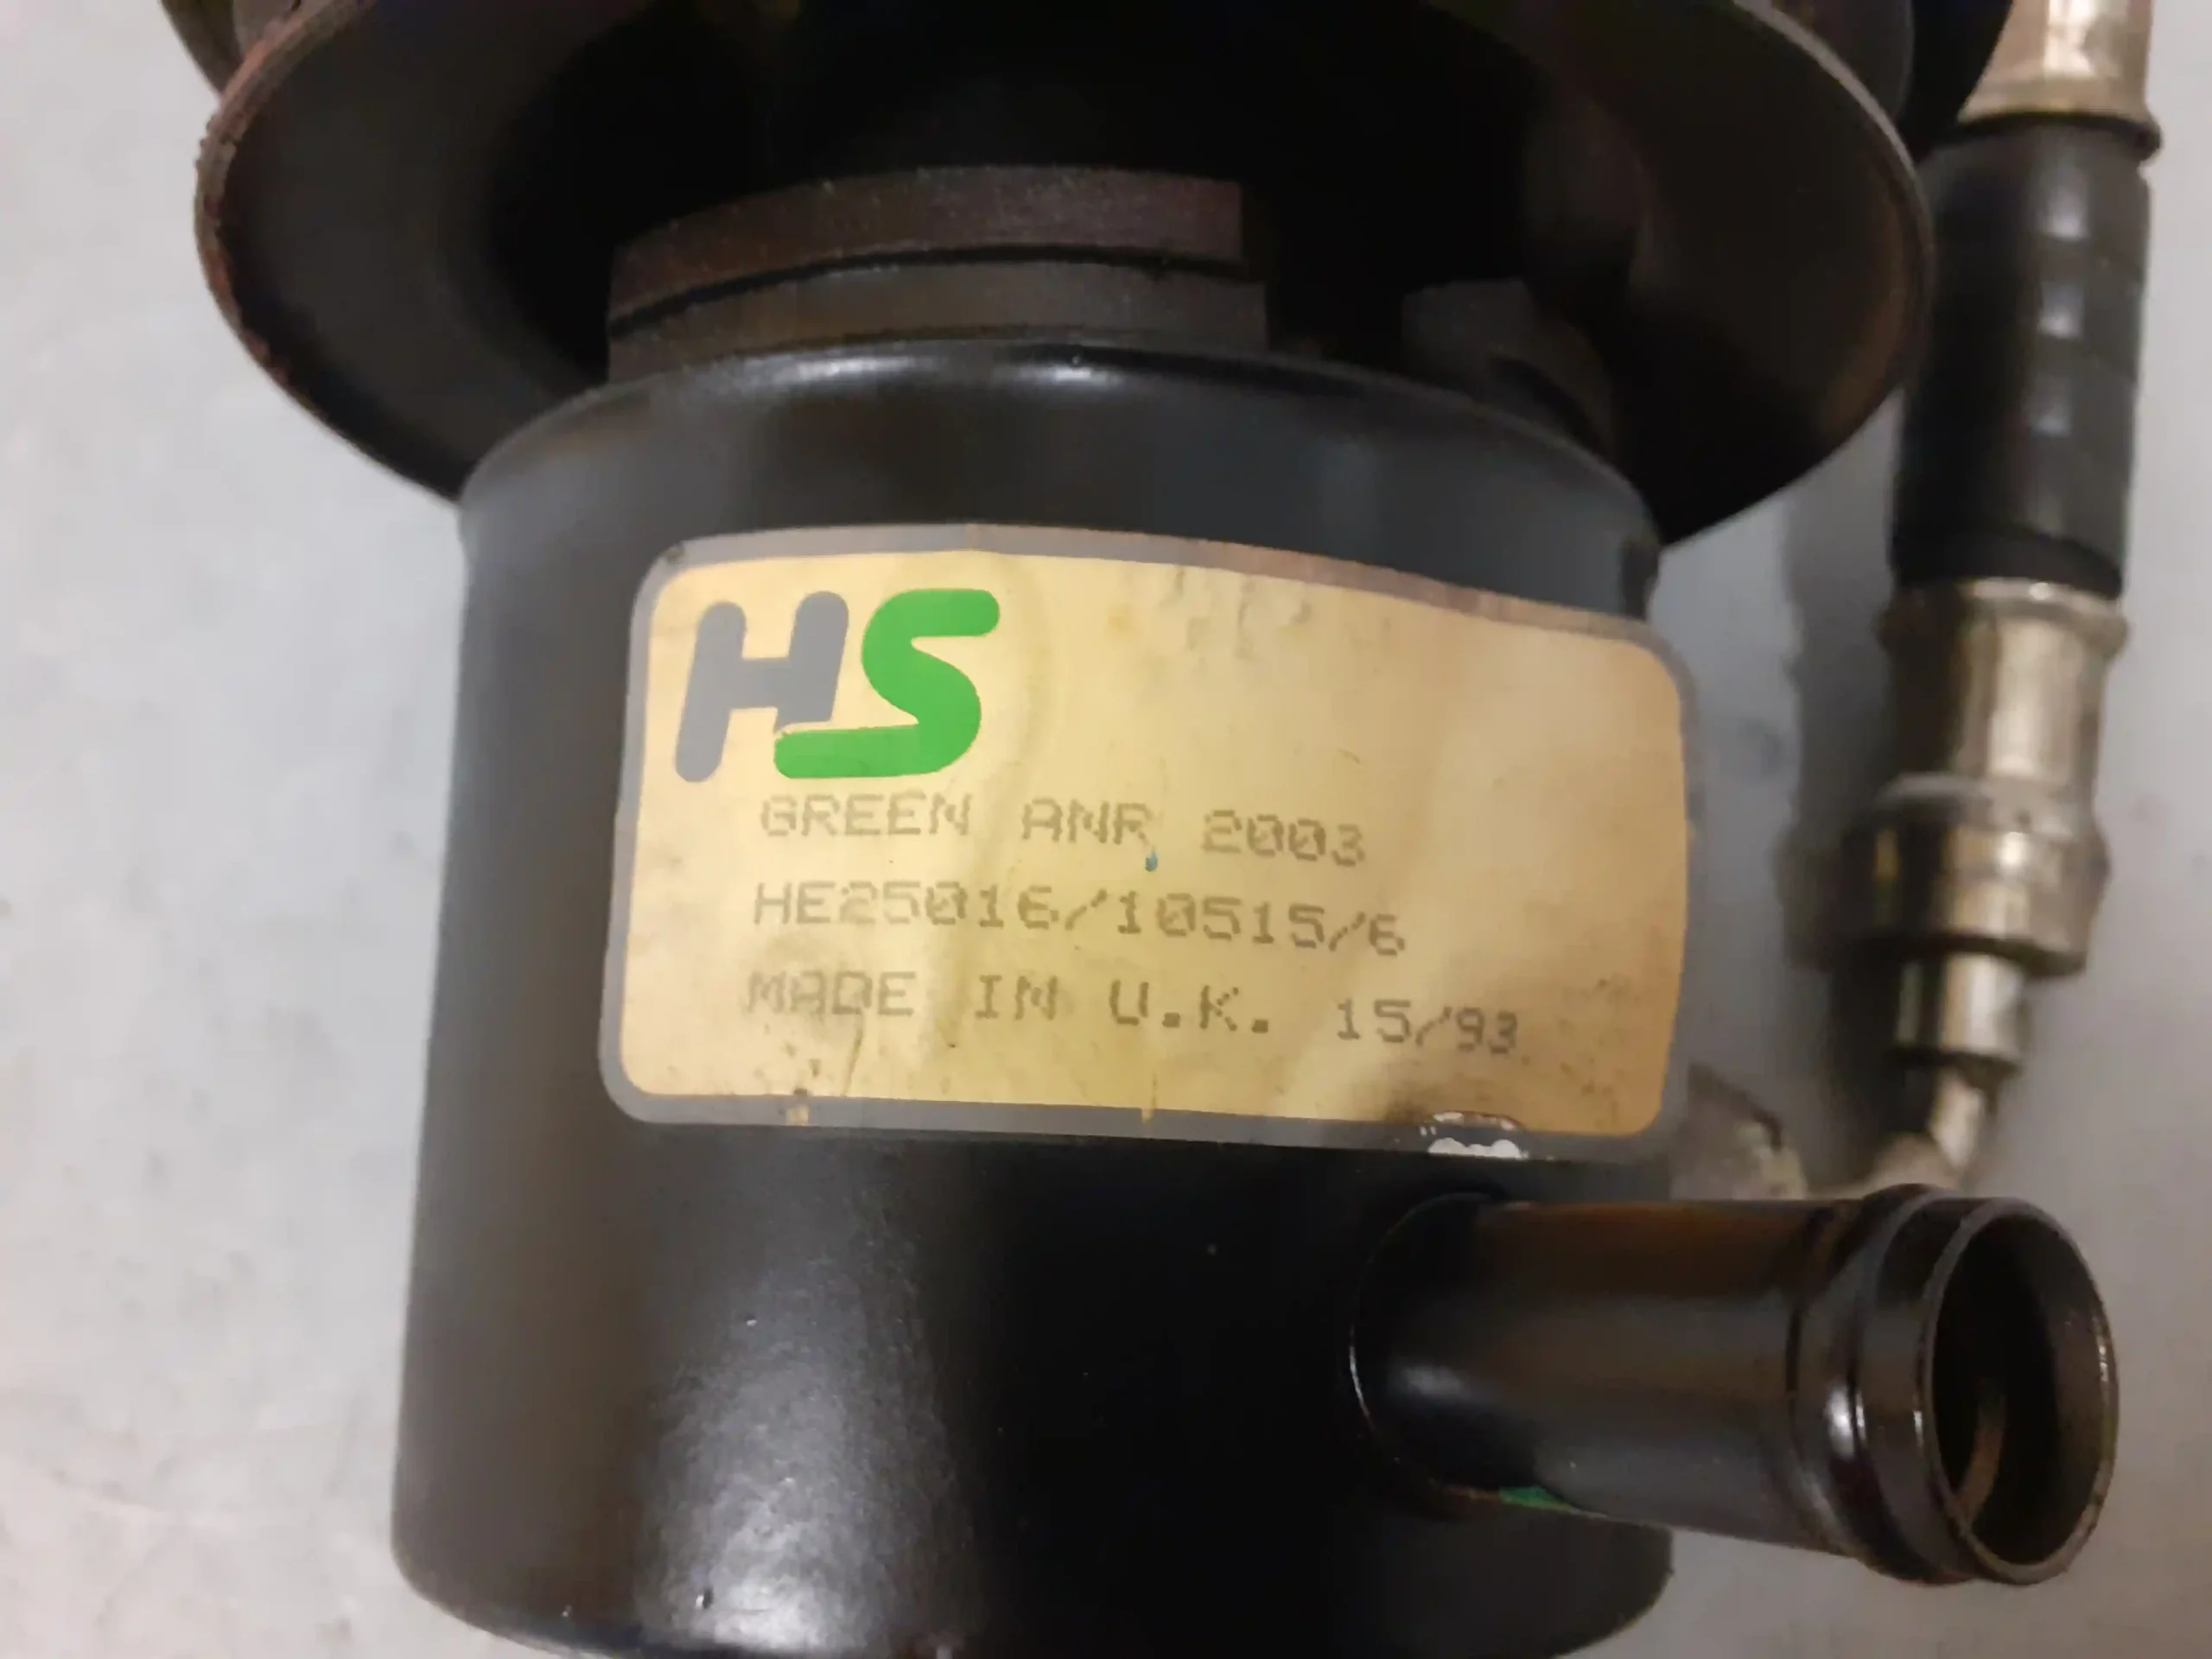 HS
GREEN ANR 2003
HE25016/10515/6
MADE IN U.K. 15/93